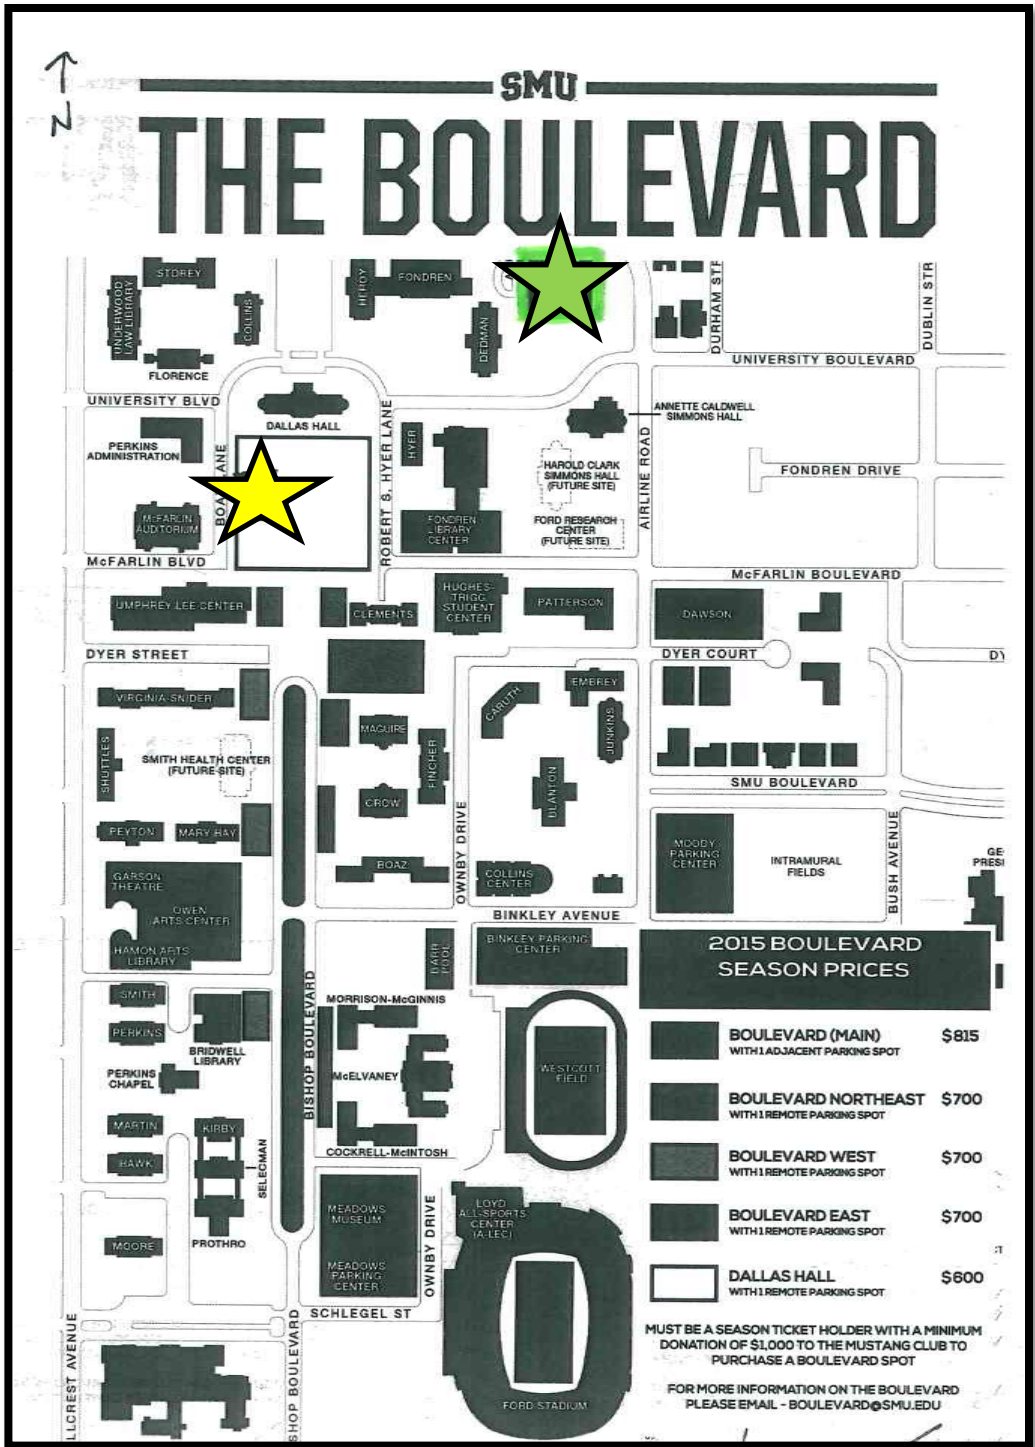 N
SMU
THE BOULEVARD
STOREY
UNDERWOOD
LAW LIBRARY
COLLINS
FLORENCE
HEROY
FONDREN
DEDMAN
DURHAM STR
DUBLIN STR
UNIVERSITY BOULEVARD
UNIVERSITY BLVD
DALLAS HALL
PERKINS
ADMINISTRATION
ROBERT S. HYER LANE
HYER
ANNETTE CALDWELL
SIMMONS HALL
HAROLD CLARK
SIMMONS HALL
(FUTURE SITE)
AIRLINE ROAD
FONDREN DRIVE
McFARLIN
AUDITORIUM
FONDREN
LIBRARY
CENTER
FORD RESEARCH
CENTER
(FUTURE SITE)
McFARLIN BLVD
McFARLIN BOULEVARD
UMPHREY LEE CENTER
CLEMENTS
HUGHES-
TRIGG
STUDENT
CENTER
PATTERSON
DAWSON
DYER STREET
DYER COURT
DY
VIRGINIA-SNIDER
CARUTH
EMBREY
JUNKINS
MAGUIRE
FINCHER
SHUTTLES
SMITH HEALTH CENTER
(FUTURE SITE)
SMU BOULEVARD
CROW
BLANTON
OWNBY DRIVE
PEYTON
MARY HAY
BOAZ
COLLINS
CENTER
MOODY
PARKING
CENTER
INTRAMURAL
FIELDS
BUSH AVENUE
GE
PRESI
GARSON
THEATRE
OWEN
ARTS CENTER
HAMON ARTS
LIBRARY
BINKLEY AVENUE
BARR
POOL
BINKLEY PARKING
CENTER
2015 BOULEVARD
SEASON PRICES
SMITH
PERKINS
BRIDWELL
LIBRARY
BISHOP BOULEVARD
MORRISON-McGINNIS
McELVANEY
WESTCOTT
FIELD
BOULEVARD (MAIN) $815
WITH 1 ADJACENT PARKING SPOT
PERKINS
CHAPEL
BOULEVARD NORTHEAST $700
WITH 1 REMOTE PARKING SPOT
MARTIN
KIRBY
HAWK
SELECMAN
COCKRELL-McINTOSH
BOULEVARD WEST $700
WITH 1 REMOTE PARKING SPOT
MEADOWS
MUSEUM
OWNBY DRIVE
LOYD
ALL-SPORTS
CENTER
(A-LEC)
BOULEVARD EAST $700
WITH 1 REMOTE PARKING SPOT
MOORE
PROTHRO
MEADOWS
PARKING
CENTER
DALLAS HALL $600
WITH 1 REMOTE PARKING SPOT
SCHLEGEL ST
LLCREST AVENUE
SHOP BOULEVARD
FORD STADIUM
MUST BE A SEASON TICKET HOLDER WITH A MINIMUM
DONATION OF $1,000 TO THE MUSTANG CLUB TO
PURCHASE A BOULEVARD SPOT
FOR MORE INFORMATION ON THE BOULEVARD
PLEASE EMAIL - BOULEVARD@SMU.EDU